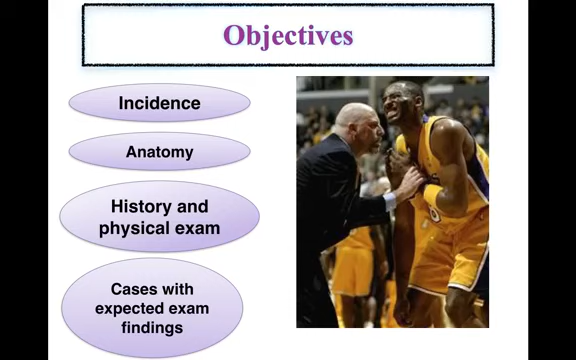 Objectives
Incidence
Anatomy
History and
physical exam
Cases with
expected exam
findings